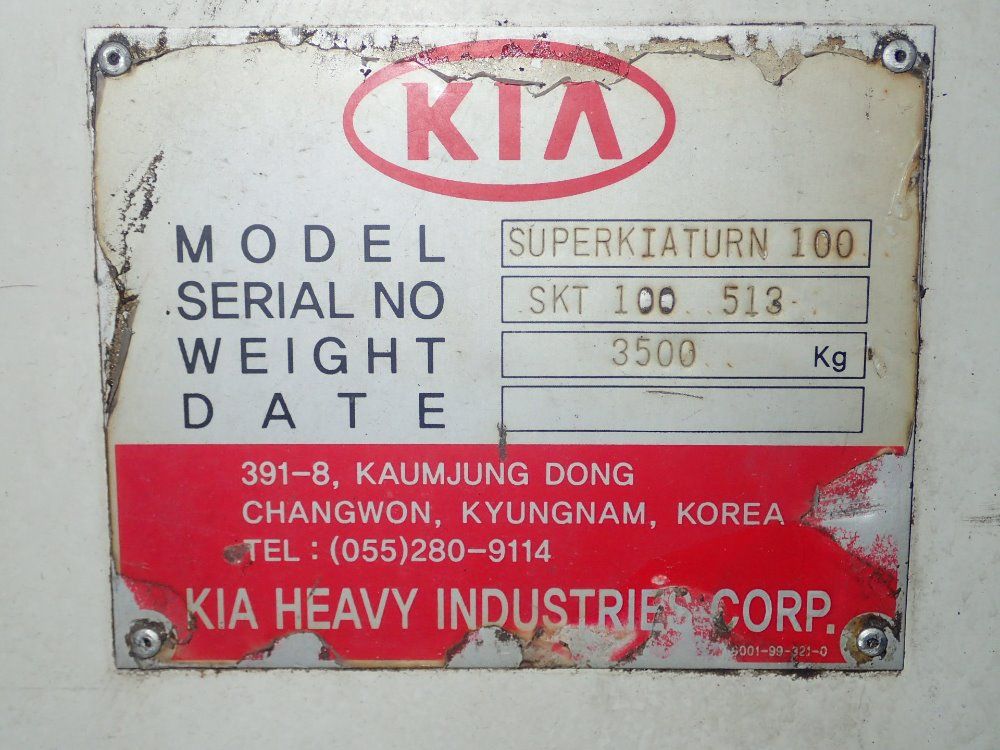 KIA
MODEL SUPERKIATURN 100
SERIAL NO SKT 100 513
WEIGHT 3500 Kg
DATE
391-8, KAUMJUNG DONG
CHANGWON, KYUNGNAM, KOREA
TEL : (055)280-9114
KIA HEAVY INDUSTRIES CORP.